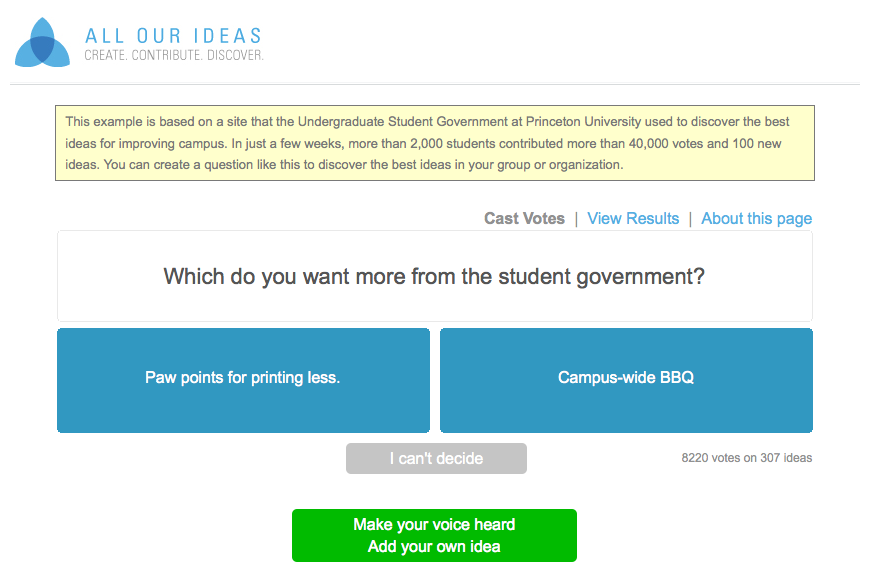 ALL OUR IDEAS
CREATE. CONTRIBUTE. DISCOVER.
This example is based on a site that the Undergraduate Student Government at Princeton University used to discover the best
ideas for improving campus. In just a few weeks, more than 2,000 students contributed more than 40,000 votes and 100 new
ideas. You can create a question like this to discover the best ideas in your group or organization.
Cast Votes | View Results | About this page
Which do you want more from the student government?
Paw points for printing less.
Campus-wide BBQ
I can't decide
8220 votes on 307 ideas
Make your voice heard
Add your own idea